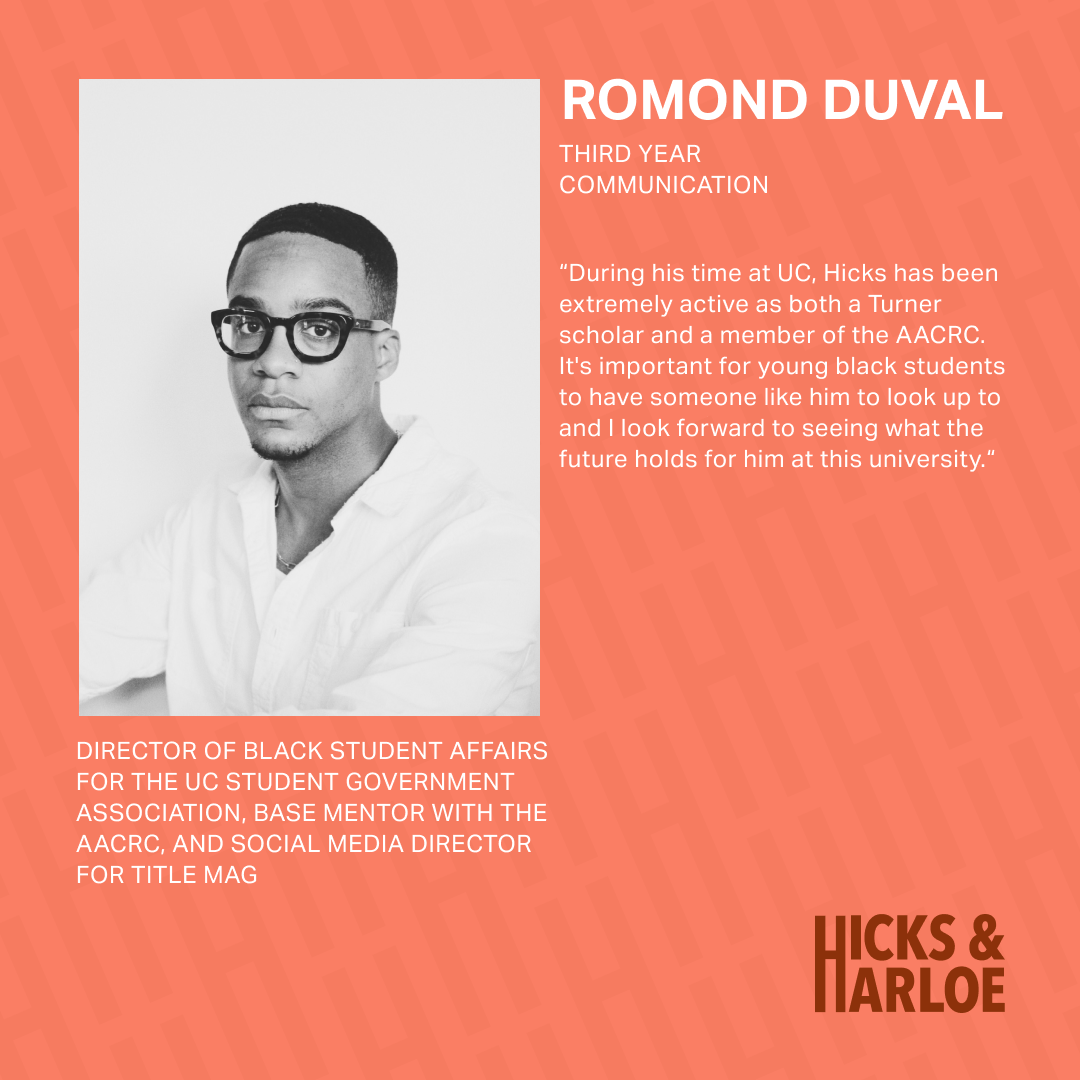 ROMOND DUVAL
THIRD YEAR
COMMUNICATION
“During his time at UC, Hicks has been
extremely active as both a Turner
scholar and a member of the AACRC.
It's important for young black students
to have someone like him to look up to
and I look forward to seeing what the
future holds for him at this university.“
DIRECTOR OF BLACK STUDENT AFFAIRS
FOR THE UC STUDENT GOVERNMENT
ASSOCIATION, BASE MENTOR WITH THE
AACRC, AND SOCIAL MEDIA DIRECTOR
FOR TITLE MAG
HICKS &
HARLOE